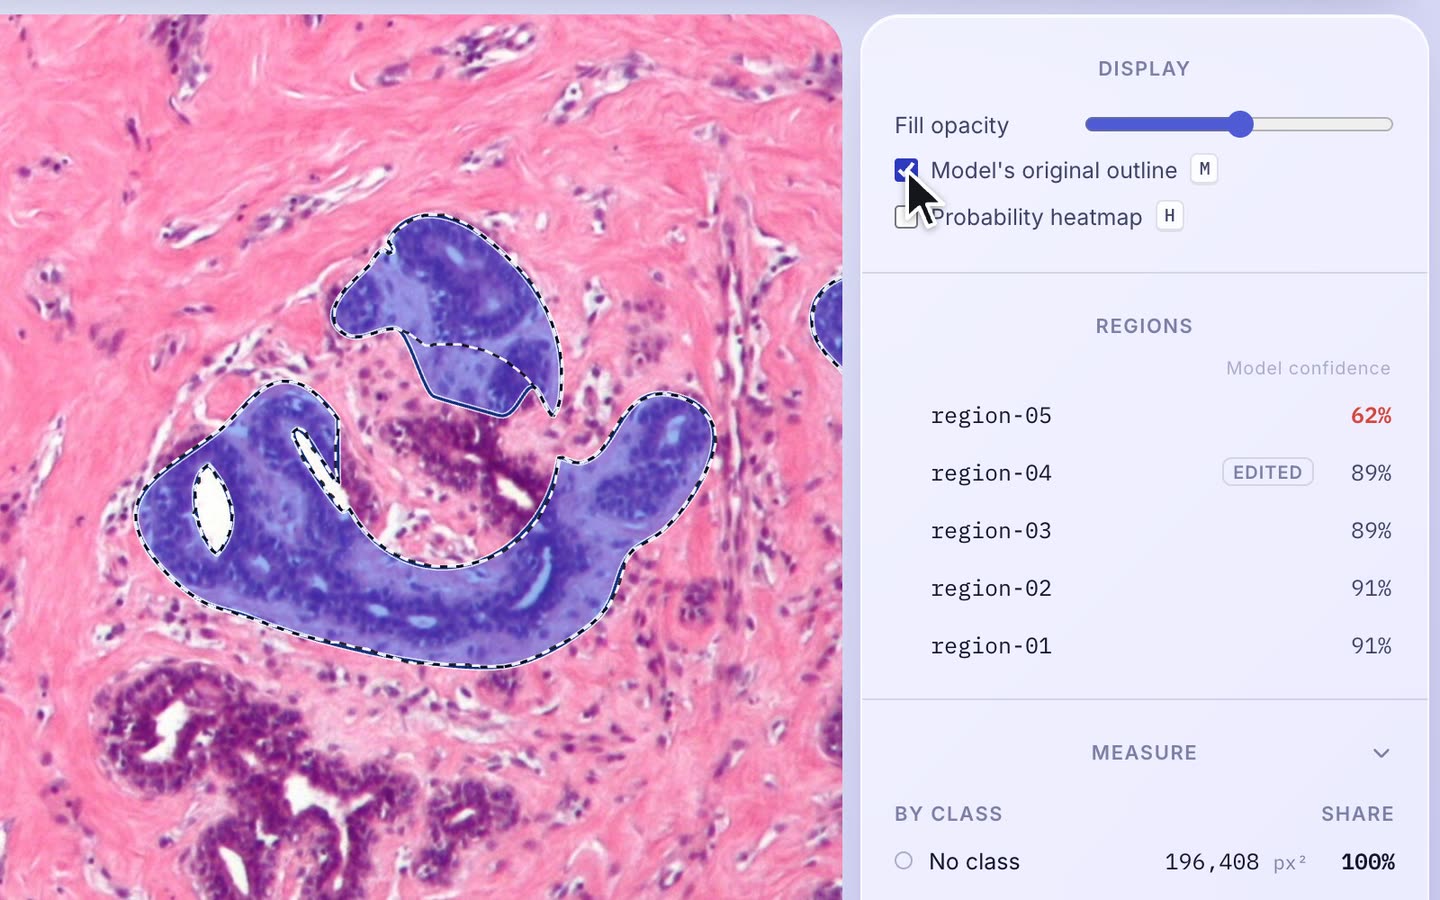 DISPLAY
Fill opacity
Model's original outline M
Probability heatmap H
REGIONS
Model confidence
region-05 62%
region-04 EDITED 89%
region-03 89%
region-02 91%
region-01 91%
MEASURE
BY CLASS SHARE
No class 196,408 px² 100%